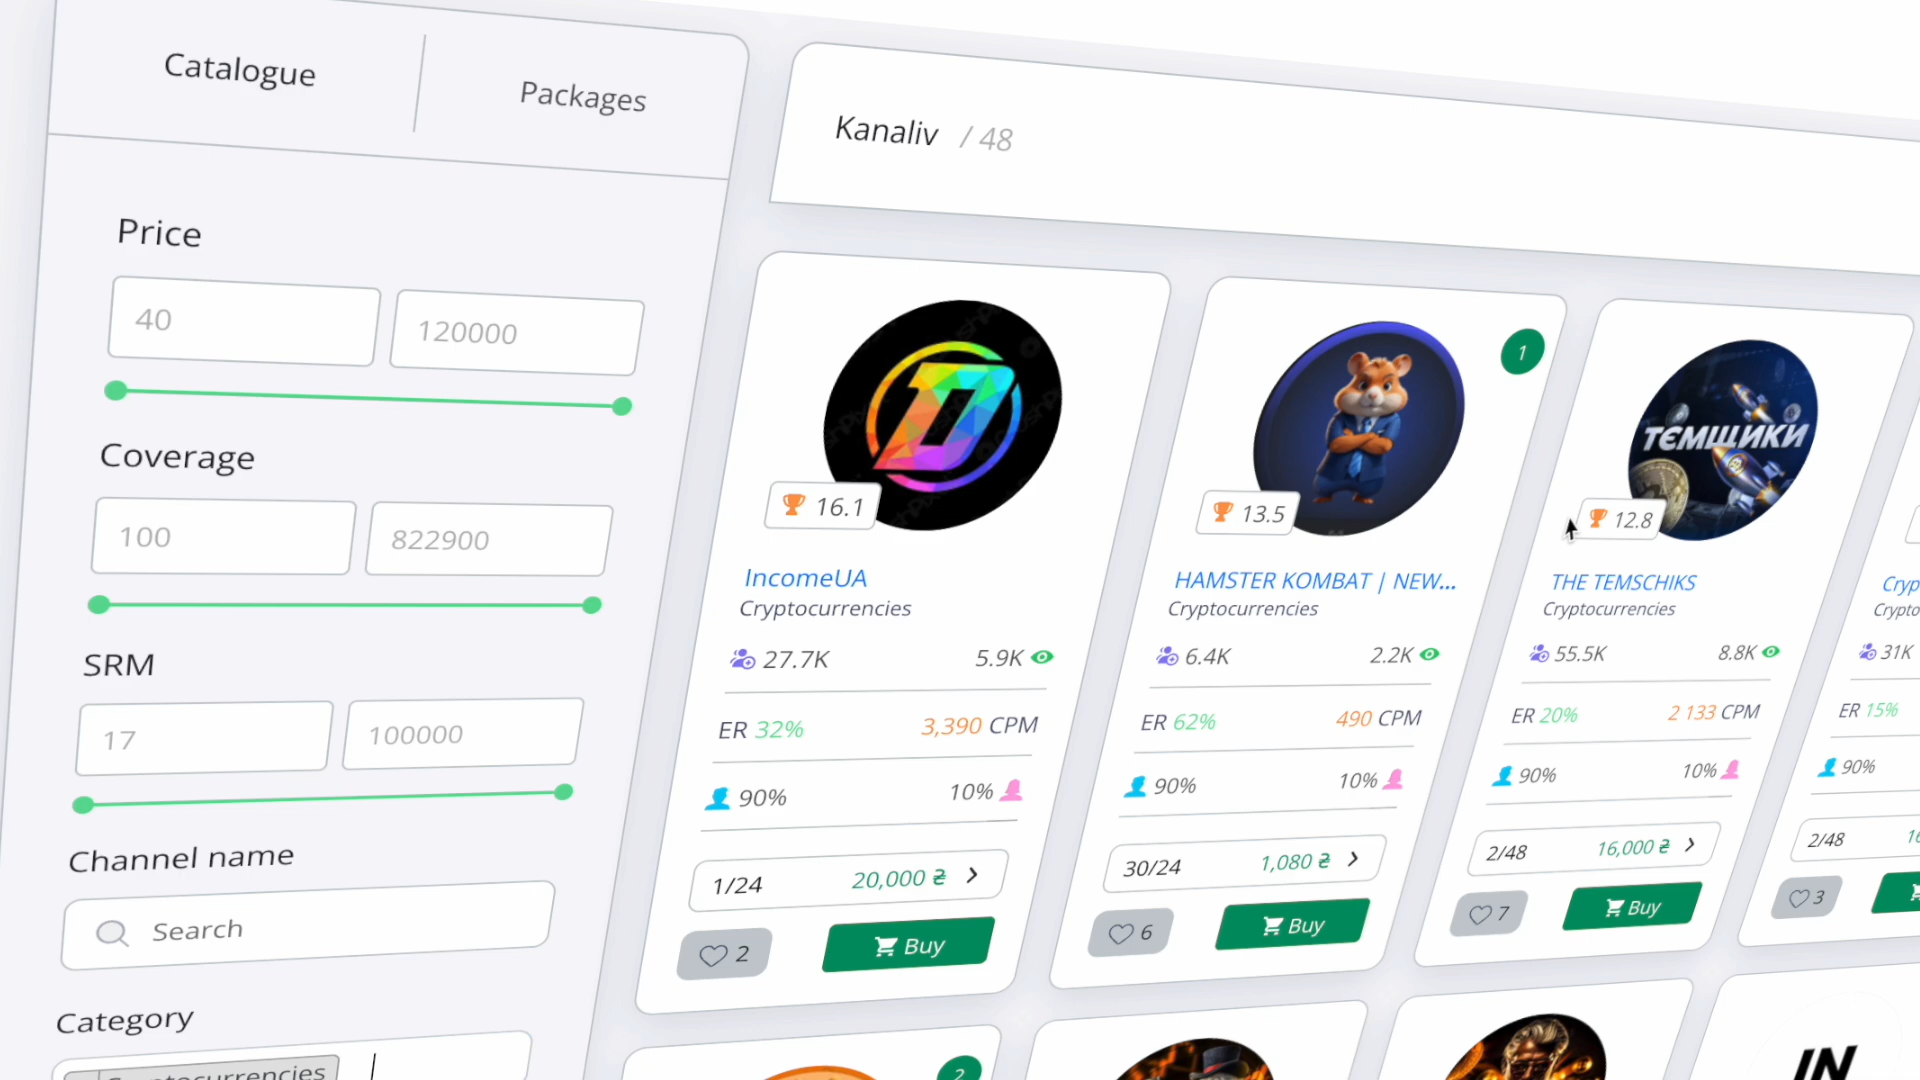 Catalogue
Packages
Price
40
120000
Coverage
100
822900
SRM
17
100000
Channel name
Search
Category
Cryptocurrencies
Kanaliv / 48
16.1
IncomeUA
Cryptocurrencies
27.7K 5.9K
ER 32% 3,390 CPM
90% 10%
1/24 20,000 ₴
2 Buy
1
13.5
HAMSTER KOMBAT | NEW...
Cryptocurrencies
6.4K 2.2K
ER 62% 490 CPM
90% 10%
30/24 1,080 ₴
6 Buy
ТЕМЩИКИ
12.8
THE TEMSCHIKS
Cryptocurrencies
55.5K 8.8K
ER 20% 2 133 CPM
90% 10%
2/48 16,000 ₴
7 Buy
31K
ER 15%
90%
2/48
3
2
IN